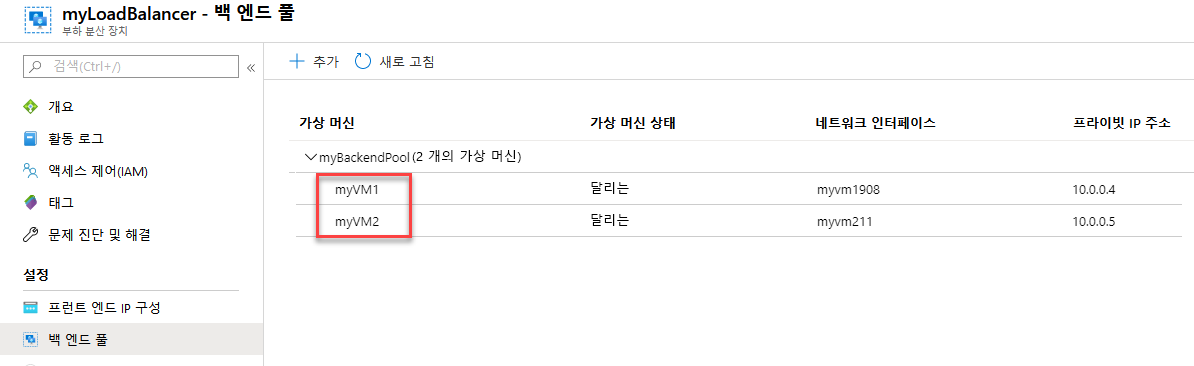 myLoadBalancer - 백 엔드 풀
부하 분산 장치
검색(Ctrl+/)
«
추가
새로 고침
개요
활동 로그
액세스 제어(IAM)
태그
문제 진단 및 해결
설정
프런트 엔드 IP 구성
백 엔드 풀
가상 머신 가상 머신 상태 네트워크 인터페이스 프라이빗 IP 주소
myBackendPool(2 개의 가상 머신)
myVM1 달리는 myvm1908 10.0.0.4
myVM2 달리는 myvm211 10.0.0.5